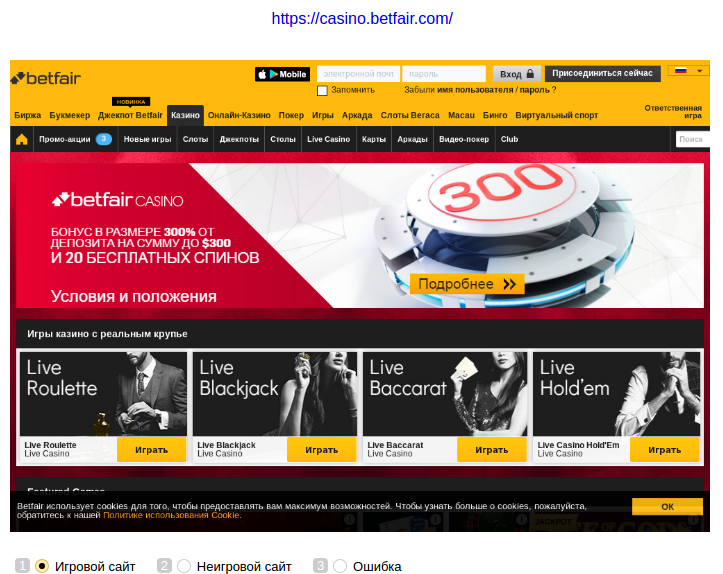 https://casino.betfair.com/
betfair
Mobile
электронной почт
пароль
Вход
Присоединиться сейчас
Запомнить
Забыли имя пользователя / пароль ?
НОВИНКА
Биржа Букмекер Джекпот Betfair Казино Онлайн-Казино Покер Игры Аркада Слоты Вегаса Macau Бинго Виртуальный спорт
Ответственная
игра
Промо-акции 3 Новые игры Слоты Джекпоты Столы Live Casino Карты Аркады Видео-покер Club
Поиск
betfair CASINO
БОНУС В РАЗМЕРЕ 300% ОТ
ДЕПОЗИТА НА СУММУ ДО $300
И 20 БЕСПЛАТНЫХ СПИНОВ
Условия и положения
300
Подробнее
Игры казино с реальным крупье
Live
Roulette
Live
Blackjack
Live
Baccarat
Live
Hold'em
Live Roulette
Live Casino
Играть
Live Blackjack
Live Casino
Играть
Live Baccarat
Live Casino
Играть
Live Casino Hold'Em
Live Casino
Играть
Featured Games
Betfair использует cookies для того, чтобы предоставлять вам максимум возможностей. Чтобы узнать больше о cookies, пожалуйста,
обратитесь к нашей Политике использования Cookie.
ОК
JACKPOT
1 Игровой сайт 2 Неигровой сайт 3 Ошибка